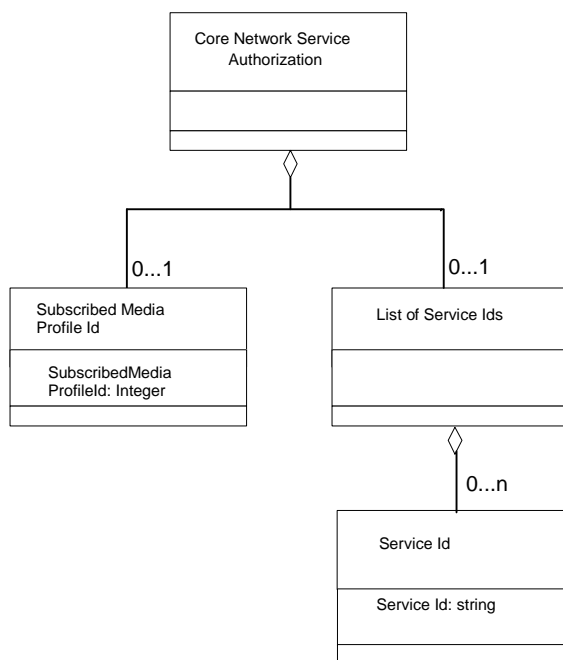 Core Network Service
Authorization
0...1
0...1
Subscribed Media
Profile Id
SubscribedMedia
ProfileId: Integer
List of Service Ids
0...n
Service Id
Service Id: string